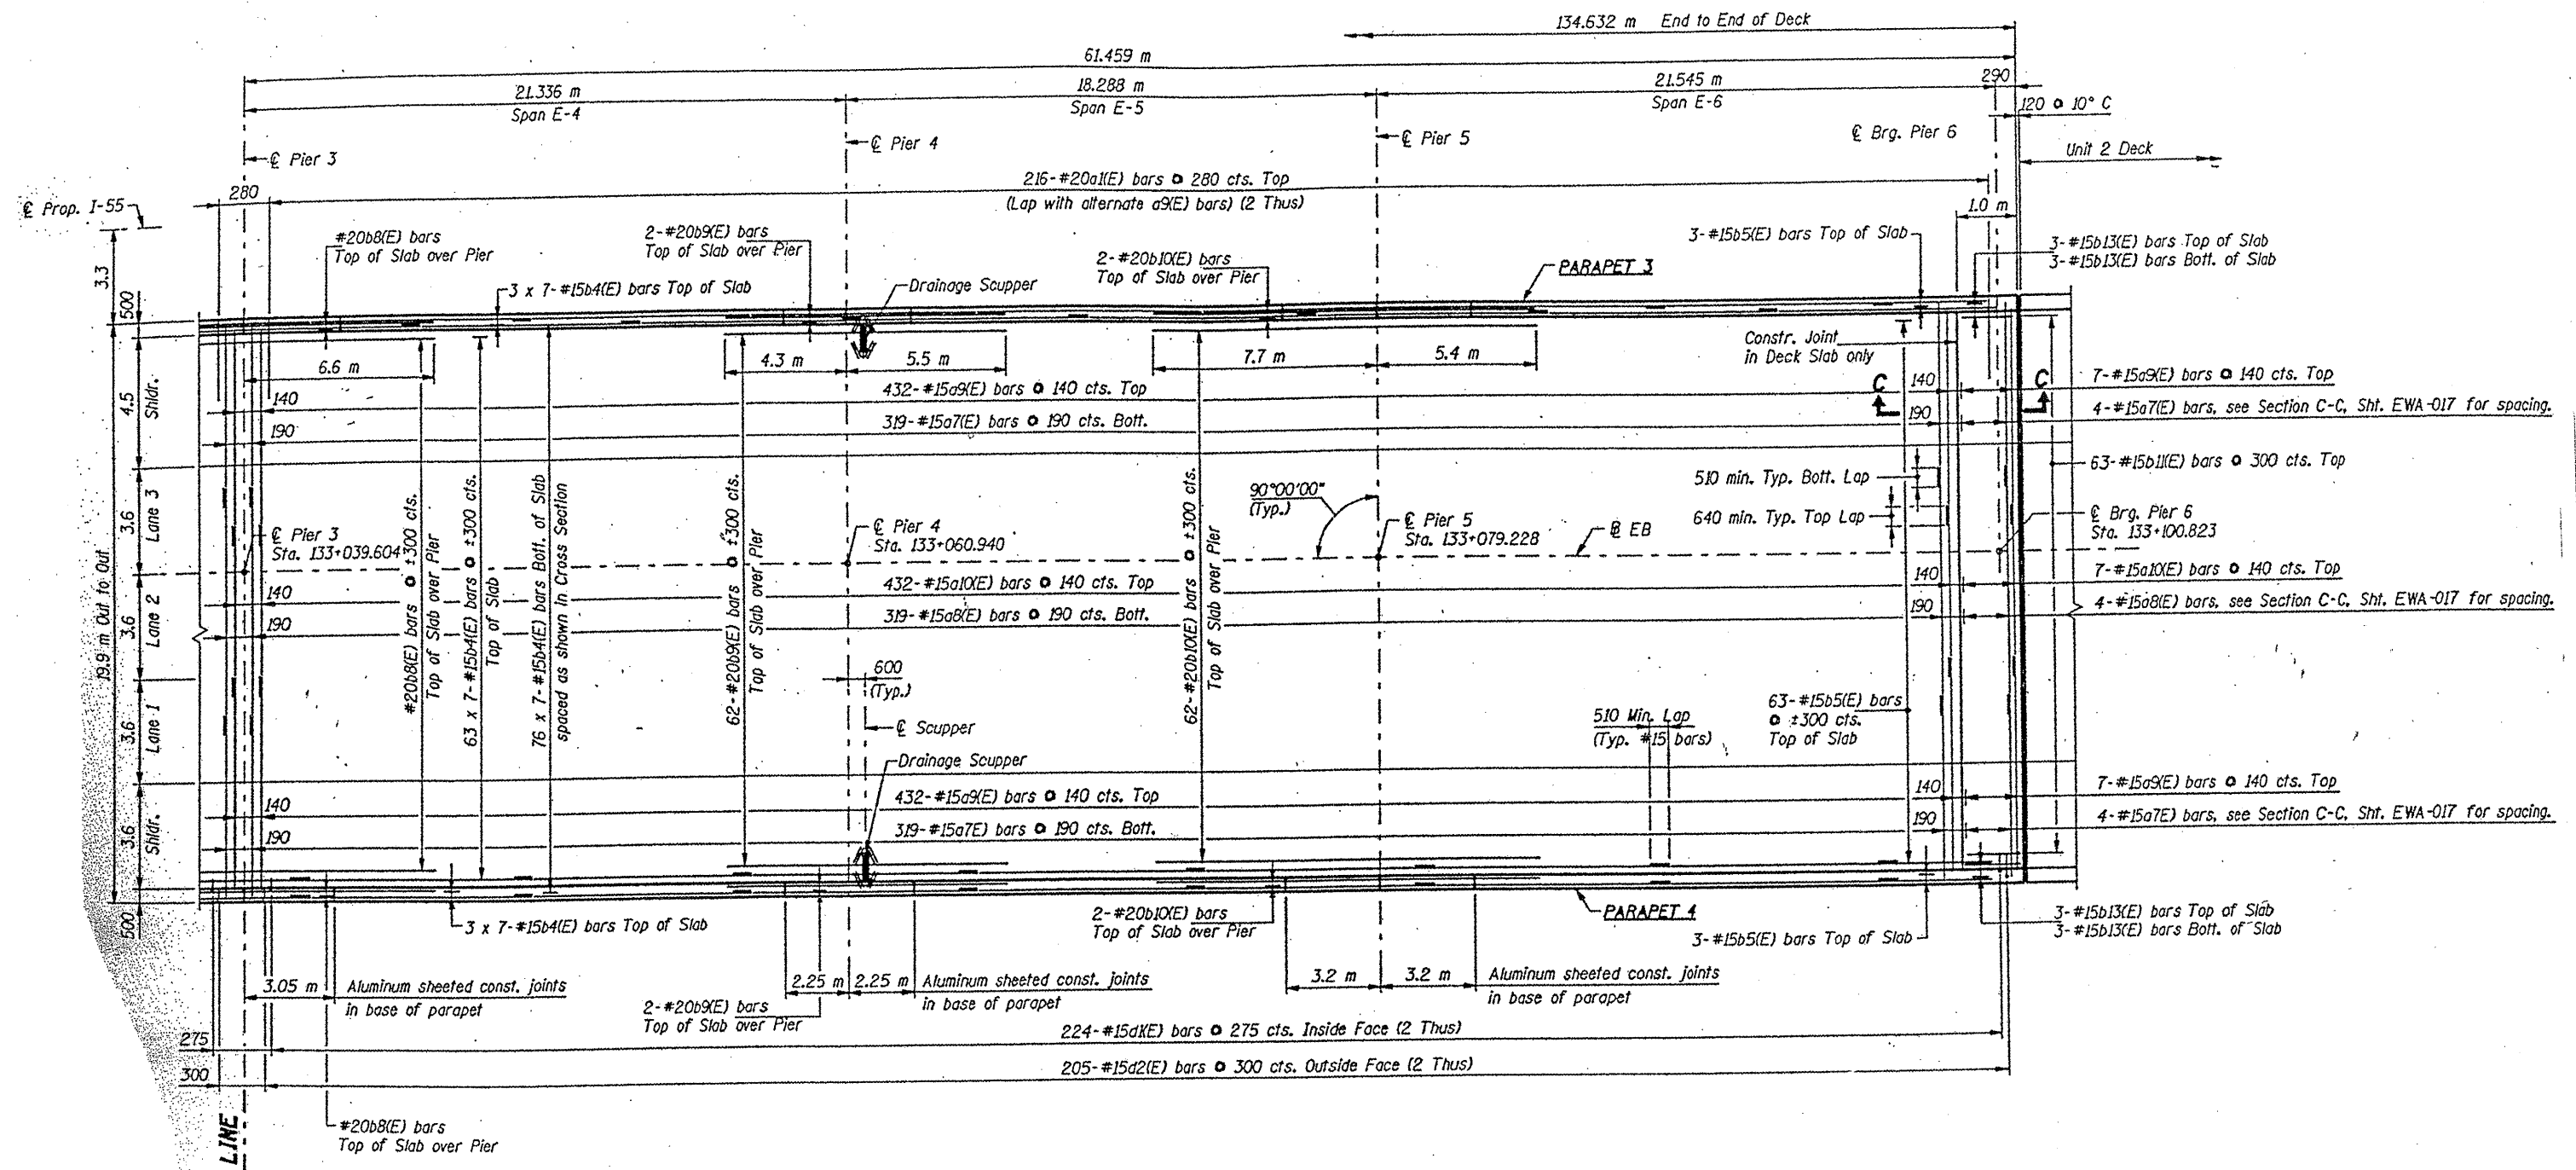 134.632 m End to End of Deck
61.459 m
21.336 m
Span E-4
18.288 m
Span E-5
21.545 m
Span E-6
290
120 @ 10° C
℄ Pier 3
℄ Pier 4
℄ Pier 5
℄ Brg. Pier 6
Unit 2 Deck
℄ Prop. I-55
280
216-#20a1(E) bars @ 280 cts. Top
(Lap with alternate a9(E) bars) (2 Thus)
1.0 m
#20b8(E) bars
Top of Slab over Pier
2-#20b9(E) bars
Top of Slab over Pier
2-#20b10(E) bars
Top of Slab over Pier
3-#15b5(E) bars Top of Slab
3-#15b13(E) bars Top of Slab
3-#15b13(E) bars Bott. of Slab
3 x 7-#15b4(E) bars Top of Slab
Drainage Scupper
PARAPET 3
3.3
500
4.5
Shldr.
3.6
Lane 3
3.6
Lane 2
3.6
Lane 1
3.6
Shldr.
500
19.9 m Out to Out
6.6 m
4.3 m
5.5 m
7.7 m
5.4 m
Constr. Joint
in Deck Slab only
C
C
140
432-#15a9(E) bars @ 140 cts. Top
140
7-#15a9(E) bars @ 140 cts. Top
190
319-#15a7(E) bars @ 190 cts. Bott.
190
4-#15a7(E) bars, see Section C-C, Sht. EWA-017 for spacing.
63-#15b11(E) bars @ 300 cts. Top
510 min. Typ. Bott. Lap
640 min. Typ. Top Lap
90°00'00"
(Typ.)
℄ Pier 3
Sta. 133+039.604
℄ Pier 4
Sta. 133+060.940
℄ Pier 5
Sta. 133+079.228
℄ Brg. Pier 6
Sta. 133+100.823
EB
#20b8(E) bars @ ±300 cts.
Top of Slab over Pier
63 x 7-#15b4(E) bars @ ±300 cts.
Top of Slab
76 x 7-#15b4(E) bars Bott. of Slab
spaced as shown in Cross Section
62-#20b9(E) bars @ ±300 cts.
Top of Slab over Pier
62-#20b10(E) bars @ ±300 cts.
Top of Slab over Pier
140
432-#15a10(E) bars @ 140 cts. Top
140
7-#15a10(E) bars @ 140 cts. Top
190
319-#15a8(E) bars @ 190 cts. Bott.
190
4-#15a8(E) bars, see Section C-C, Sht. EWA-017 for spacing.
600
(Typ.)
℄ Scupper
510 Min. Lap
(Typ. #15 bars)
63-#15b5(E) bars
@ ±300 cts.
Top of Slab
Drainage Scupper
140
432-#15a9(E) bars @ 140 cts. Top
140
7-#15a9(E) bars @ 140 cts. Top
190
319-#15a7E) bars @ 190 cts. Bott.
190
4-#15a7E) bars, see Section C-C, Sht. EWA-017 for spacing.
3 x 7-#15b4(E) bars Top of Slab
2-#20b10(E) bars
Top of Slab over Pier
PARAPET 4
3-#15b5(E) bars Top of Slab
3-#15b13(E) bars Top of Slab
3-#15b13(E) bars Bott. of Slab
3.05 m
Aluminum sheeted const. joints
in base of parapet
2.25 m
2.25 m
Aluminum sheeted const. joints
in base of parapet
3.2 m
3.2 m
Aluminum sheeted const. joints
in base of parapet
2-#20b9(E) bars
Top of Slab over Pier
275
224-#15d1(E) bars @ 275 cts. Inside Face (2 Thus)
300
205-#15d2(E) bars @ 300 cts. Outside Face (2 Thus)
#20b8(E) bars
Top of Slab over Pier
LINE